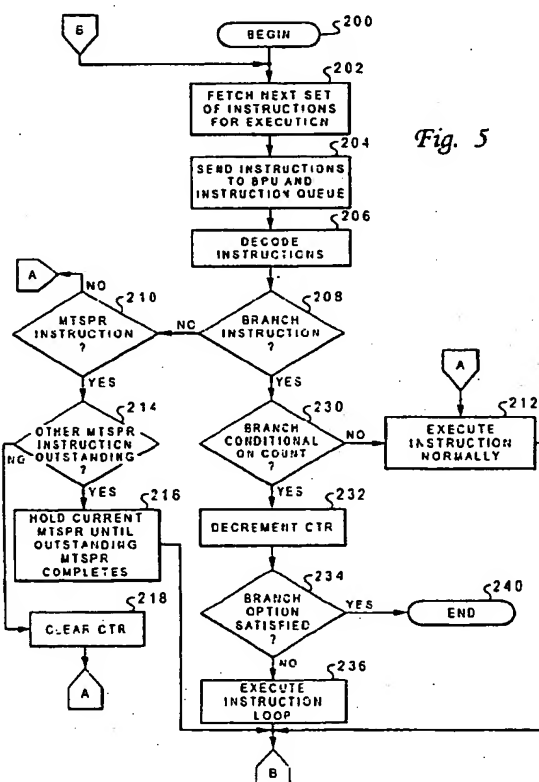 B
BEGIN
200
202
FETCH NEXT SET
OF INSTRUCTIONS
FOR EXECUTION
Fig. 5
204
SEND INSTRUCTIONS
TO BPU AND
INSTRUCTION QUEUE
206
DECODE
INSTRUCTIONS
A
NO
210
MTSPR
INSTRUCTION
?
NO
208
BRANCH
INSTRUCTION
?
YES
YES
A
214
OTHER MTSPR
INSTRUCTION
OUTSTANDING
?
NO
YES
230
BRANCH
CONDITIONAL
ON COUNT
?
NO
YES
212
EXECUTE
INSTRUCTION
NORMALLY
216
HOLD CURRENT
MTSPR UNTIL
OUTSTANDING
MTSPR
COMPLETES
232
DECREMENT CTR
234
BRANCH
OPTION
SATISFIED
?
YES
240
END
NO
218
CLEAR CTR
A
236
EXECUTE
INSTRUCTION
LOOP
B